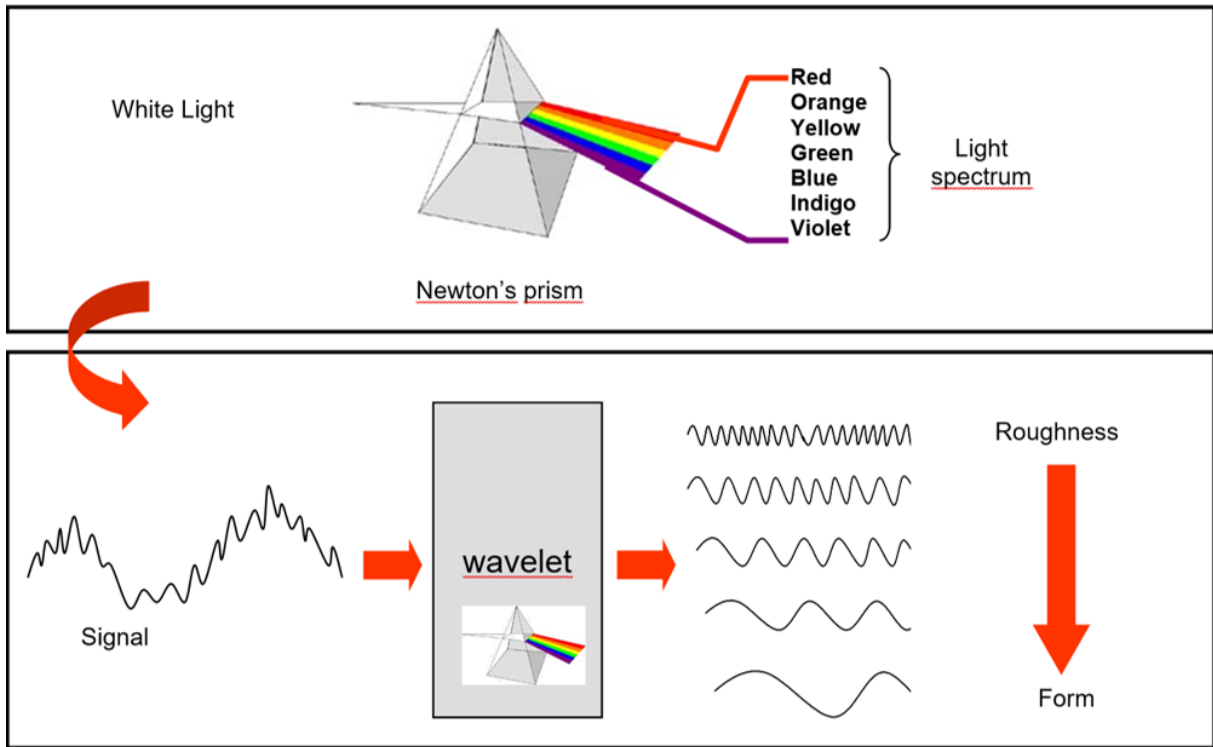 White Light
Red
Orange
Yellow
Green
Blue
Indigo
Violet
Light
spectrum
Newton's prism
Signal
wavelet
Roughness
Form